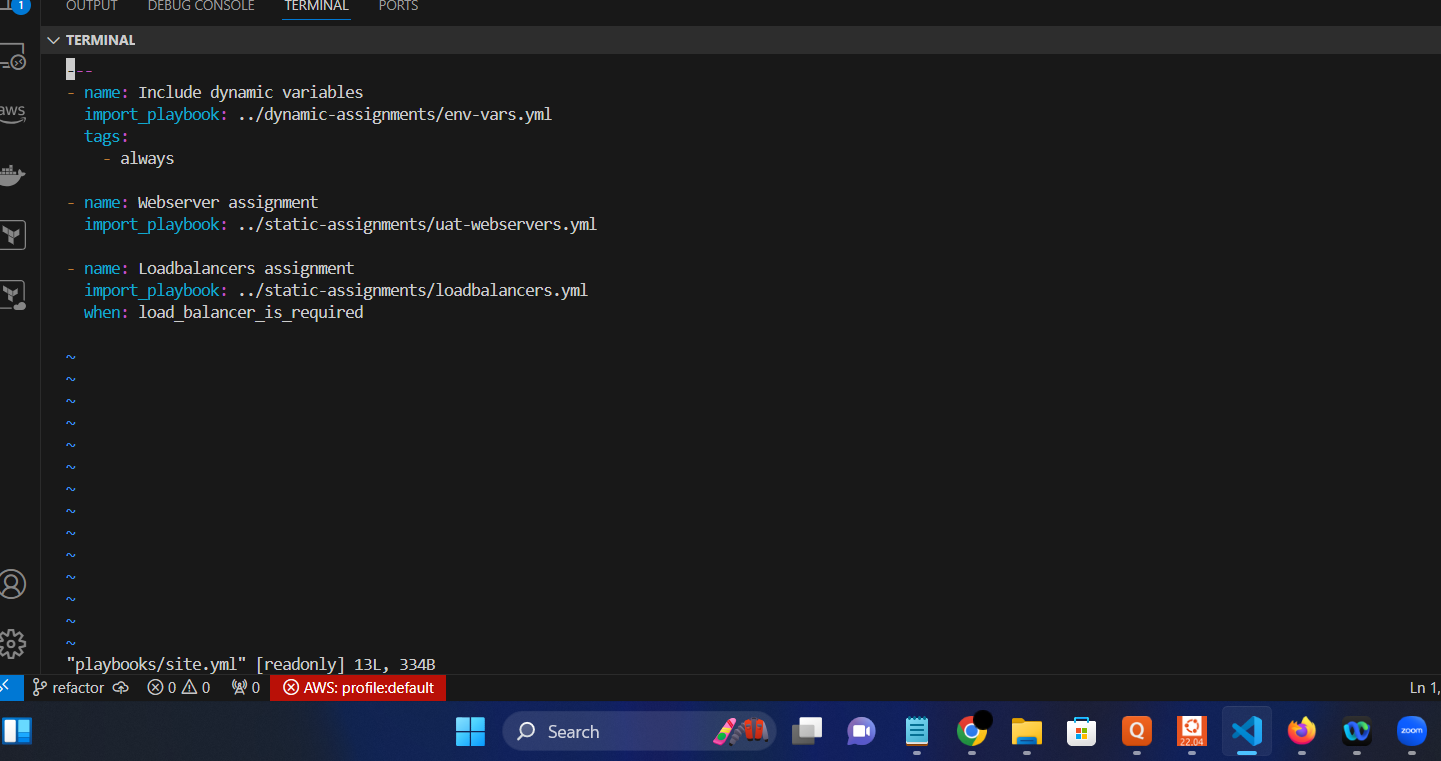 1
OUTPUT DEBUG CONSOLE TERMINAL PORTS
TERMINAL
---
- name: Include dynamic variables
  import_playbook: ../dynamic-assignments/env-vars.yml
  tags:
    - always
- name: Webserver assignment
  import_playbook: ../static-assignments/uat-webservers.yml
- name: Loadbalancers assignment
  import_playbook: ../static-assignments/loadbalancers.yml
  when: load_balancer_is_required
~
~
~
~
~
~
~
~
~
~
~
~
~
~
"playbooks/site.yml" [readonly] 13L, 334B
aws
refactor 0 0 0 AWS: profile:default Ln 1,
Search
Q
22.04
zoom